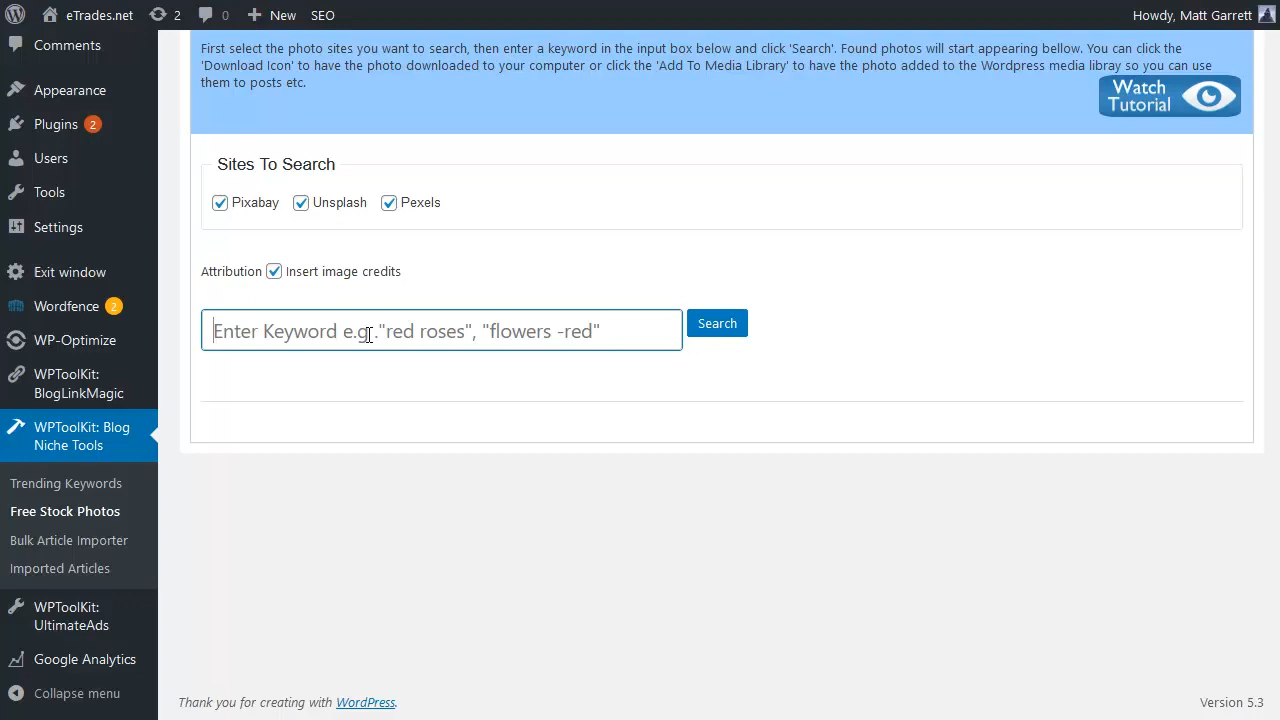 eTrades.net 2 0 New SEO Howdy, Matt Garrett
Comments
Appearance
Plugins 2
Users
Tools
Settings
Exit window
Wordfence 2
WP-Optimize
WPToolKit:
BlogLinkMagic
WPToolKit: Blog
Niche Tools
Trending Keywords
Free Stock Photos
Bulk Article Importer
Imported Articles
WPToolKit:
UltimateAds
Google Analytics
Collapse menu
First select the photo sites you want to search, then enter a keyword in the input box below and click 'Search'. Found photos will start appearing bellow. You can click the
'Download Icon' to have the photo downloaded to your computer or click the 'Add To Media Library' to have the photo added to the Wordpress media library so you can use
them to posts etc.
Watch
Tutorial
Sites To Search
Pixabay Unsplash Pexels
Attribution Insert image credits
Enter Keyword e.g. "red roses", "flowers -red"
Search
Thank you for creating with WordPress.
Version 5.3